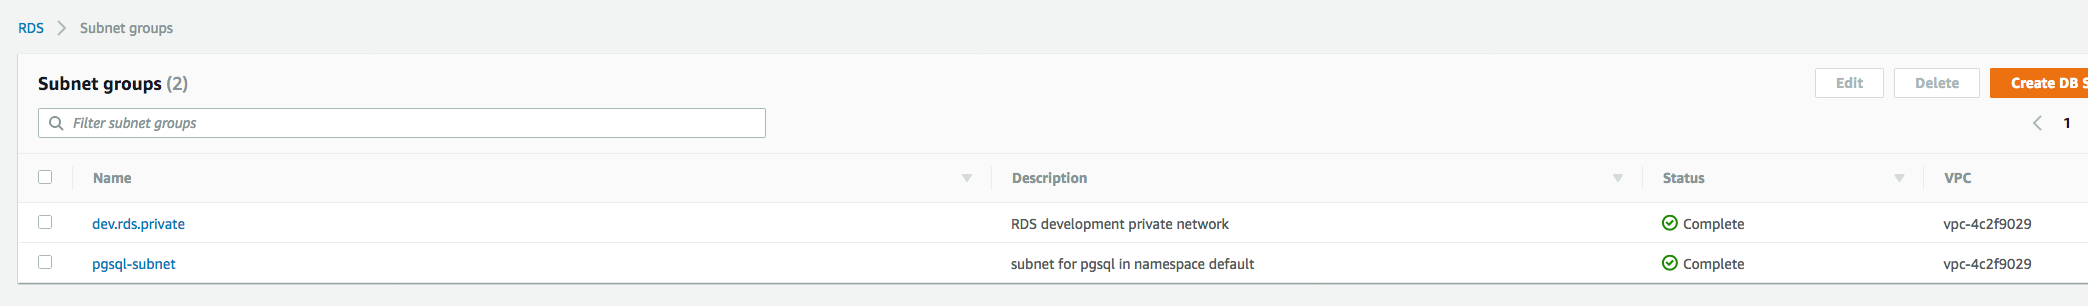 RDS > Subnet groups
Subnet groups (2)
Edit Delete Create DB S
Filter subnet groups
1
Name Description Status VPC
dev.rds.private RDS development private network Complete vpc-4c2f9029
pgsql-subnet subnet for pgsql in namespace default Complete vpc-4c2f9029